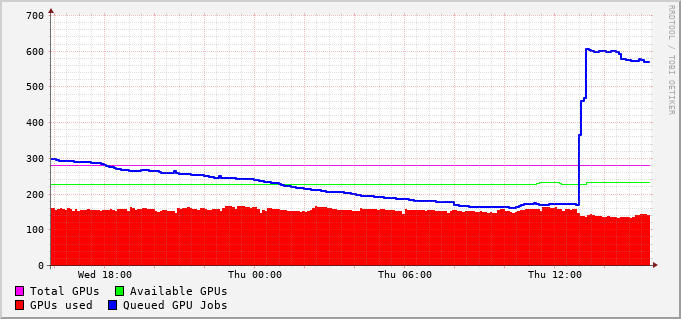 700
600
500
400
300
200
100
0
Wed 18:00 Thu 00:00 Thu 06:00 Thu 12:00
Total GPUs Available GPUs
GPUs used Queued GPU Jobs
RRDTOOL / TOBI OETIKER